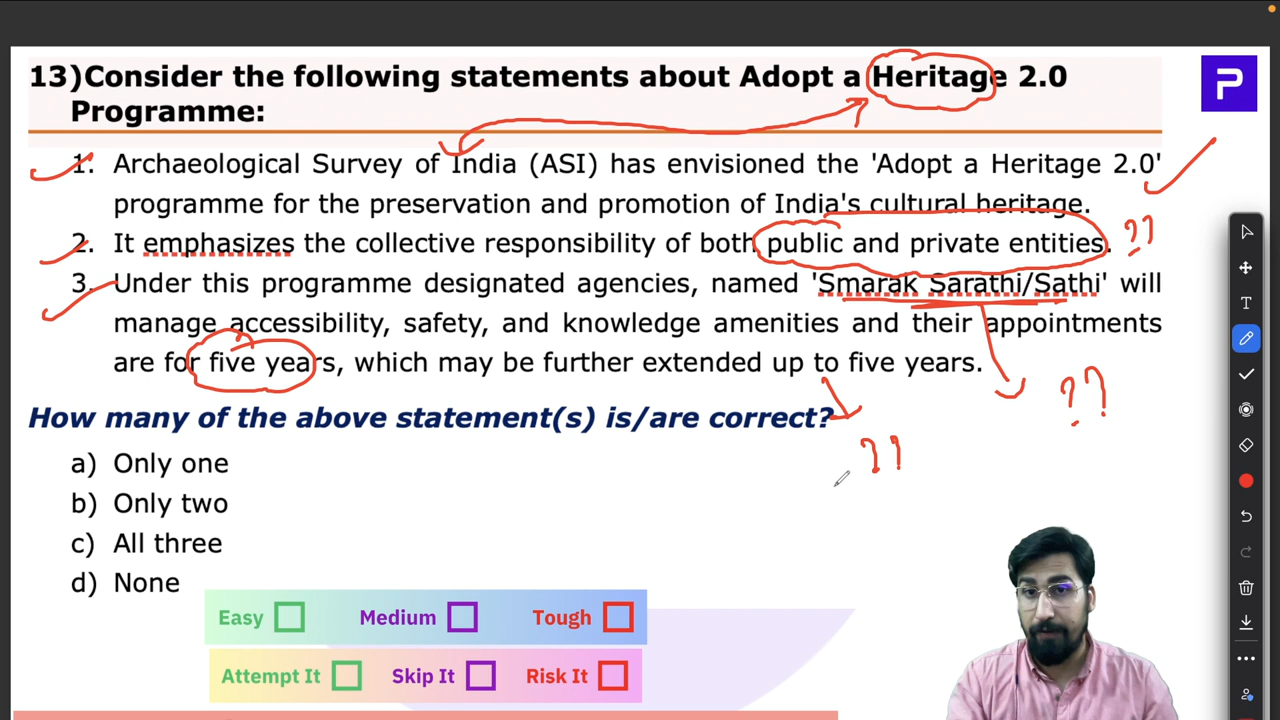 13)Consider the following statements about Adopt a Heritage 2.0
Programme:
P
1. Archaeological Survey of India (ASI) has envisioned the 'Adopt a Heritage 2.0'
programme for the preservation and promotion of India's cultural heritage.
2. It emphasizes the collective responsibility of both public and private entities. ??
3. Under this programme designated agencies, named 'Smarak Sarathi/Sathi' will
manage accessibility, safety, and knowledge amenities and their appointments
are for five years, which may be further extended up to five years.
??
How many of the above statement(s) is/are correct?
??
a) Only one
b) Only two
c) All three
d) None
Easy Medium Tough
Attempt It Skip It Risk It